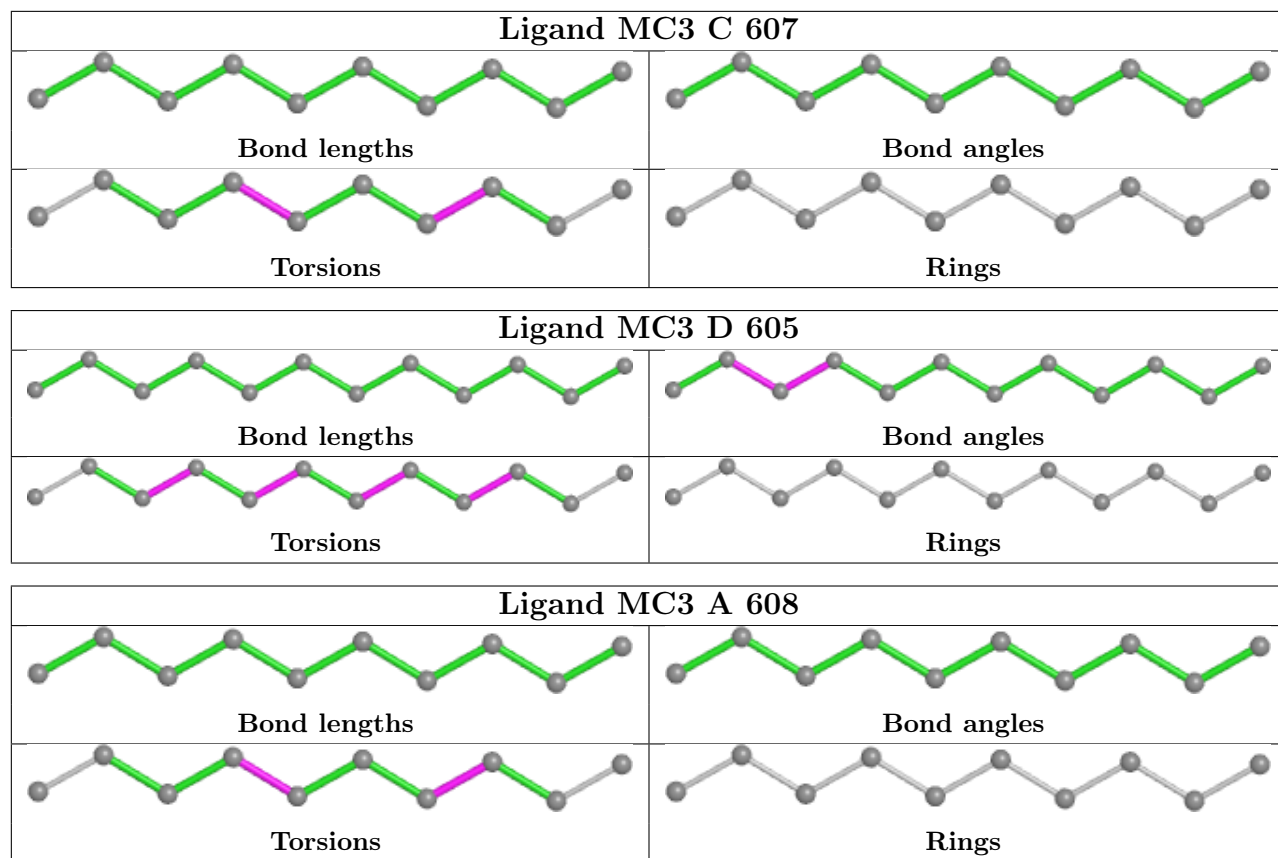 Ligand MC3 C 607
Bond lengths Bond angles
Torsions Rings
Ligand MC3 D 605
Bond lengths Bond angles
Torsions Rings
Ligand MC3 A 608
Bond lengths Bond angles
Torsions Rings